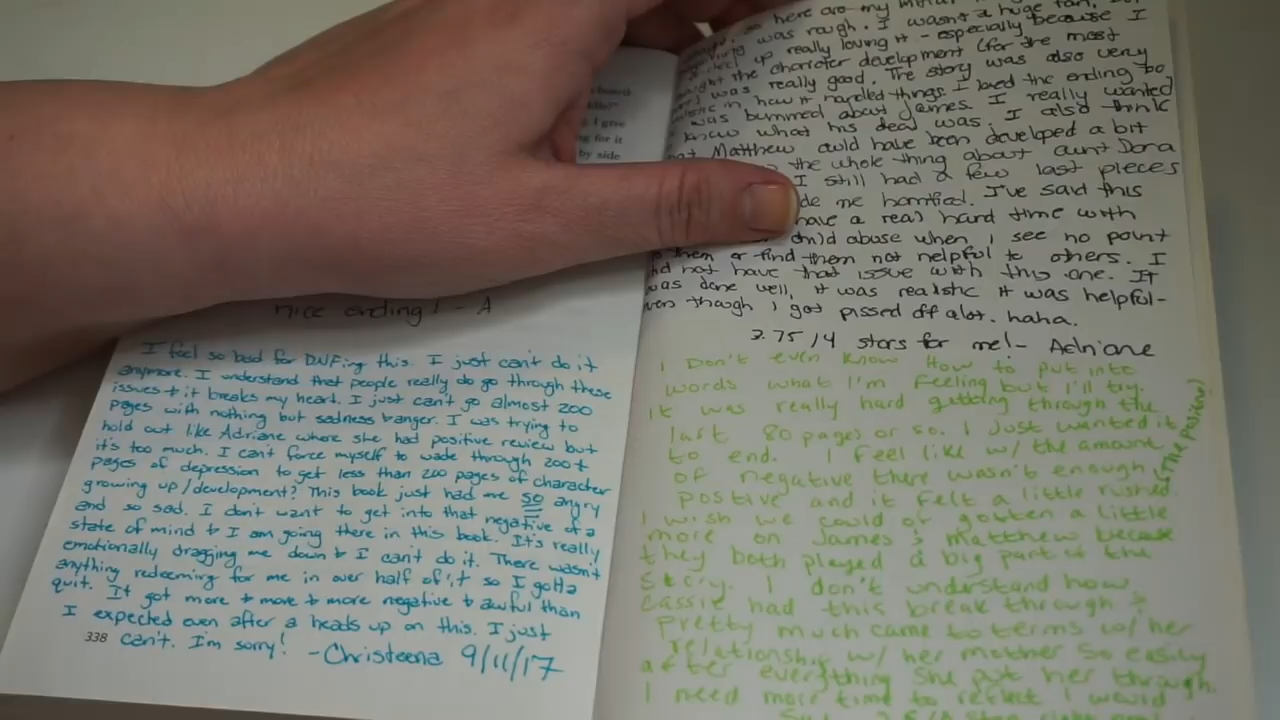 board
I give
ng for it
by side
nice ending! - A
I feel so bad for DNFing this. I just can't do it
anymore. I understand that people really do go through these
issues + it breaks my heart. I just can't go almost 200
pages with nothing but sadness + anger. I was trying to
hold out like Adriane where she had positive review but
it's too much. I can't force myself to wade through 200+
pages of depression to get less than 200 pages of character
growing up/development? This book just had me so angry
and so sad. I don't want to get into that negative of a
state of mind + I am going there in this book. It's really
emotionally dragging me down + I can't do it. There wasn't
anything redeeming for me in over half of it so I gotta
quit. It got more + more + more negative + awful than
I expected even after a heads up on this. I just
338 can't. I'm sorry! -Christeena 9/11/17
here are my
was rough. I wasn't a huge fan,
up really loving it - especially because I
the character development (for the most
was really good. The story was also very
in how it handled things. I loved the ending so
was bummed about James. I really wanted
know what his deal was. I also think
Matthew could have been developed a bit
the whole thing about aunt Dora
I still had a few last pieces
me horrified. I've said this
have a real hard time with
child abuse when I see no point
them or find them not helpful to others. I
did not have that issue with this one. It
was done well, it was realistic it was helpful-
even though I got pissed off alot. haha.
3.75/4 stars for me! - Adriane
I Don't even know How to put into
words what I'm Feeling but I'll try.
It was really hard getting through the
last 80 pages or so. I Just wanted it
to end. I feel like w/ the amount
of negative there wasn't enough
postive and it felt a little rushed. (The positive)
I wish we could of gotten a little
more on James & Matthew because
they both played a big part of the
story. I don't understand how
Cassie had this break through &
pretty much came to terms w/ her
relationship w/ her mother so easily
after everything she put her through.
I need more time to reflect I would